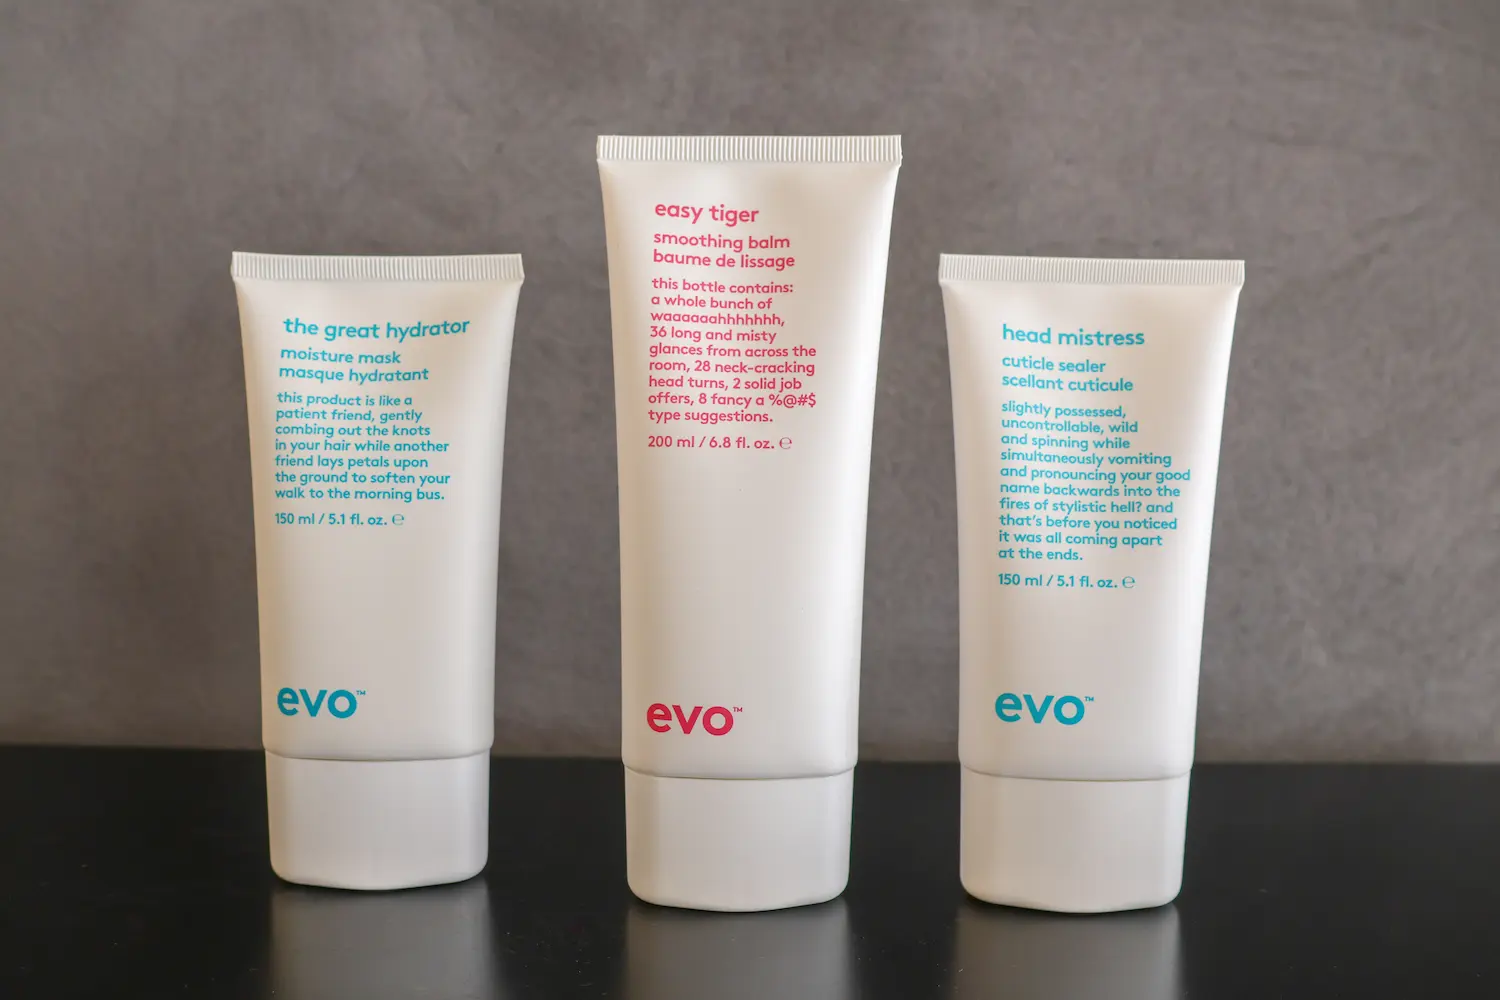 the great hydrator
moisture mask
masque hydratant
this product is like a
patient friend, gently
combing out the knots
in your hair while another
friend lays petals upon
the ground to soften your
walk to the morning bus.
150 ml / 5.1 fl. oz. ℮
evo™
easy tiger
smoothing balm
baume de lissage
this bottle contains:
a whole bunch of
waaaaaahhhhhhh,
36 long and misty
glances from across the
room, 28 neck-cracking
head turns, 2 solid job
offers, 8 fancy a %@#$
type suggestions.
200 ml / 6.8 fl. oz. ℮
evo™
head mistress
cuticle sealer
scellant cuticule
slightly possessed,
uncontrollable, wild
and spinning while
simultaneously vomiting
and pronouncing your good
name backwards into the
fires of stylistic hell? and
that's before you noticed
it was all coming apart
at the ends.
150 ml / 5.1 fl. oz. ℮
evo™